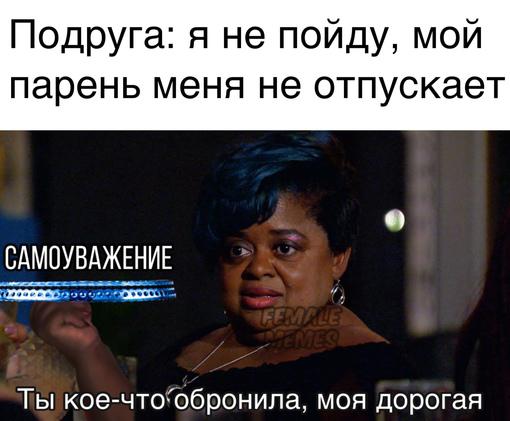 Подруга: я не пойду, мой
парень меня не отпускает
САМОУВАЖЕНИЕ
FEMALE
MEMES
Ты кое-что обронила, моя дорогая